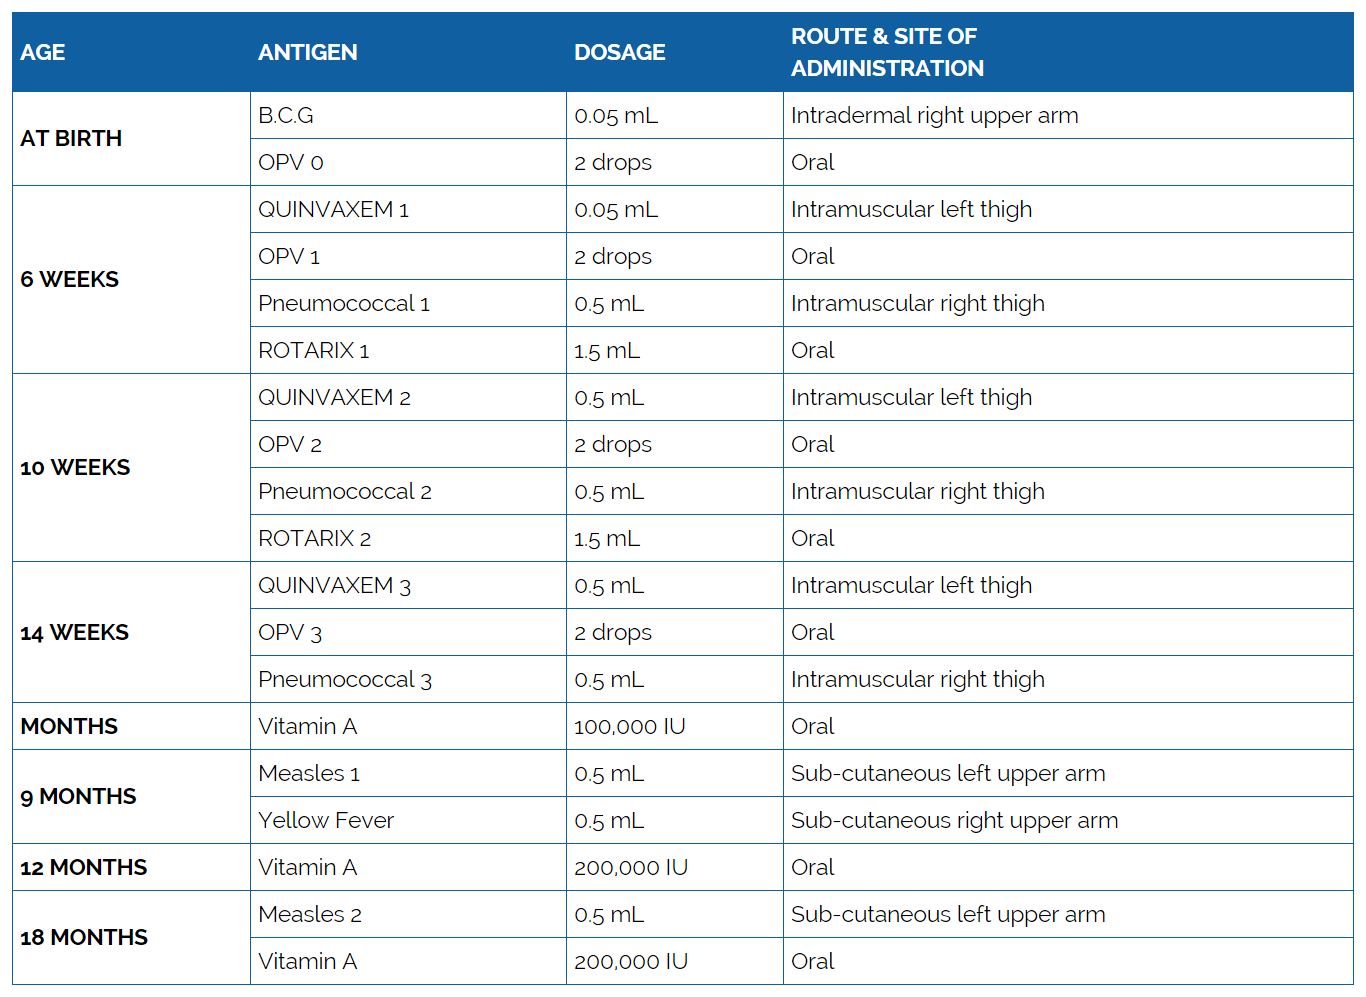 AGE ANTIGEN DOSAGE ROUTE & SITE OF
ADMINISTRATION
AT BIRTH B.C.G 0.05 mL Intradermal right upper arm
OPV 0 2 drops Oral
6 WEEKS QUINVAXEM 1 0.05 mL Intramuscular left thigh
OPV 1 2 drops Oral
Pneumococcal 1 0.5 mL Intramuscular right thigh
ROTARIX 1 1.5 mL Oral
10 WEEKS QUINVAXEM 2 0.5 mL Intramuscular left thigh
OPV 2 2 drops Oral
Pneumococcal 2 0.5 mL Intramuscular right thigh
ROTARIX 2 1.5 mL Oral
14 WEEKS QUINVAXEM 3 0.5 mL Intramuscular left thigh
OPV 3 2 drops Oral
Pneumococcal 3 0.5 mL Intramuscular right thigh
MONTHS Vitamin A 100,000 IU Oral
9 MONTHS Measles 1 0.5 mL Sub-cutaneous left upper arm
Yellow Fever 0.5 mL Sub-cutaneous right upper arm
12 MONTHS Vitamin A 200,000 IU Oral
18 MONTHS Measles 2 0.5 mL Sub-cutaneous left upper arm
Vitamin A 200,000 IU Oral